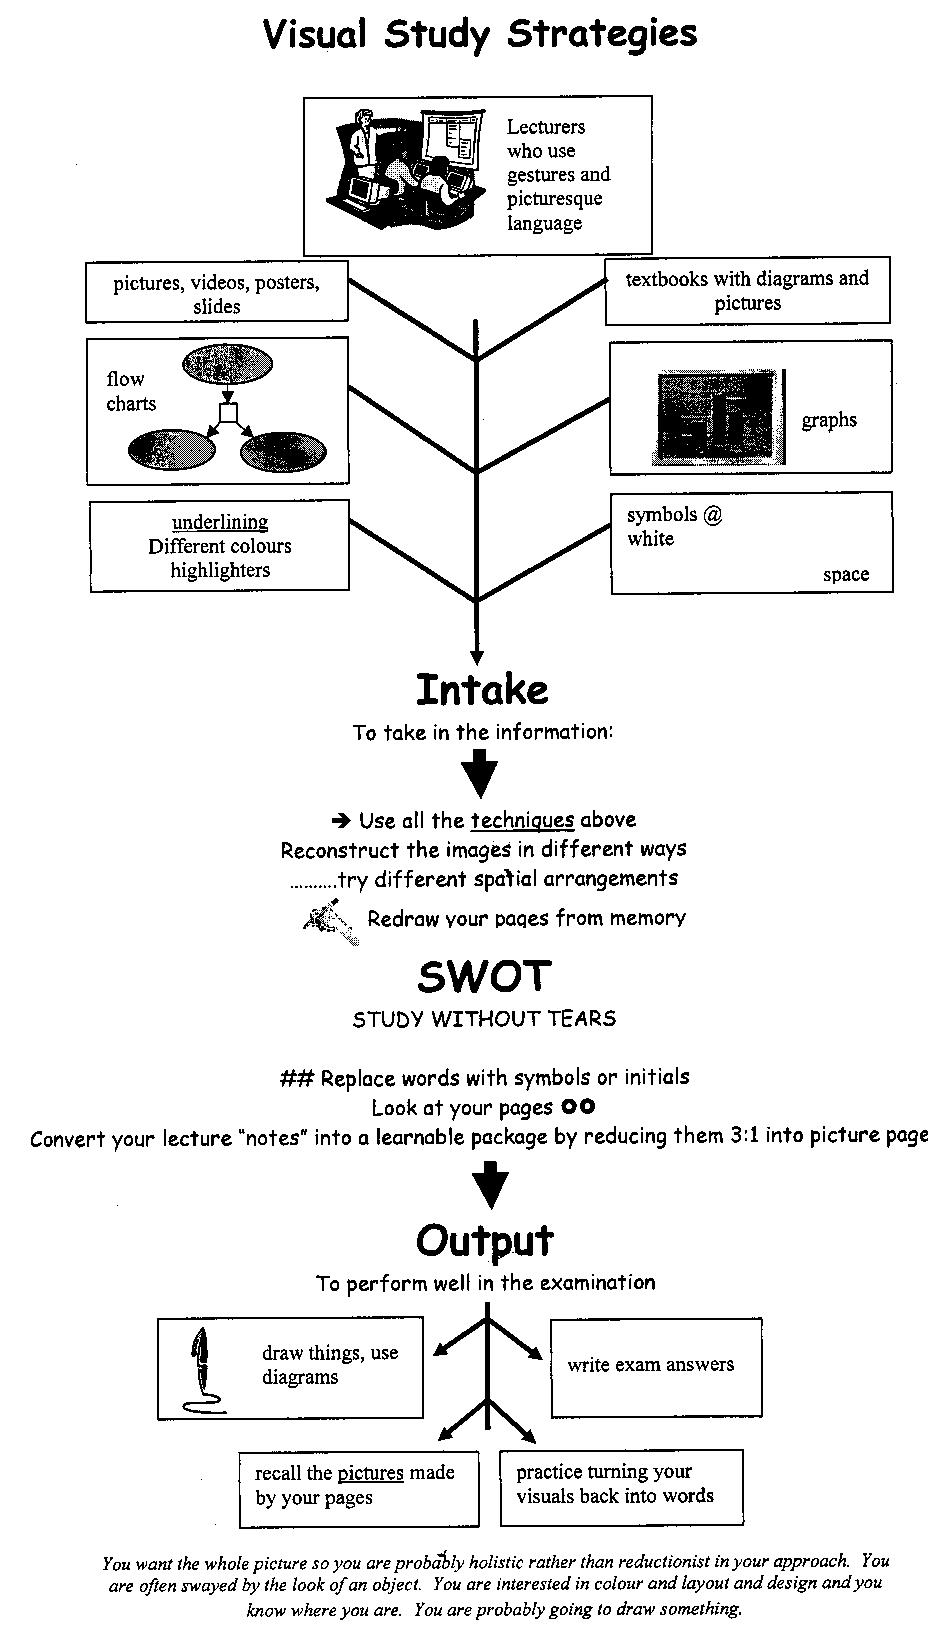 Visual Study Strategies
Lecturers
who use
gestures and
picturesque
language
pictures, videos, posters,
slides
textbooks with diagrams and
pictures
flow
charts
graphs
underlining
Different colours
highlighters
symbols @
white
space
Intake
To take in the information:
➔ Use all the techniques above
Reconstruct the images in different ways
..........try different spatial arrangements
Redraw your pages from memory
SWOT
STUDY WITHOUT TEARS
## Replace words with symbols or initials
Look at your pages
Convert your lecture "notes" into a learnable package by reducing them 3:1 into picture page
Output
To perform well in the examination
draw things, use
diagrams
write exam answers
recall the pictures made
by your pages
practice turning your
visuals back into words
You want the whole picture so you are probably holistic rather than reductionist in your approach. You
are often swayed by the look of an object. You are interested in colour and layout and design and you
know where you are. You are probably going to draw something.